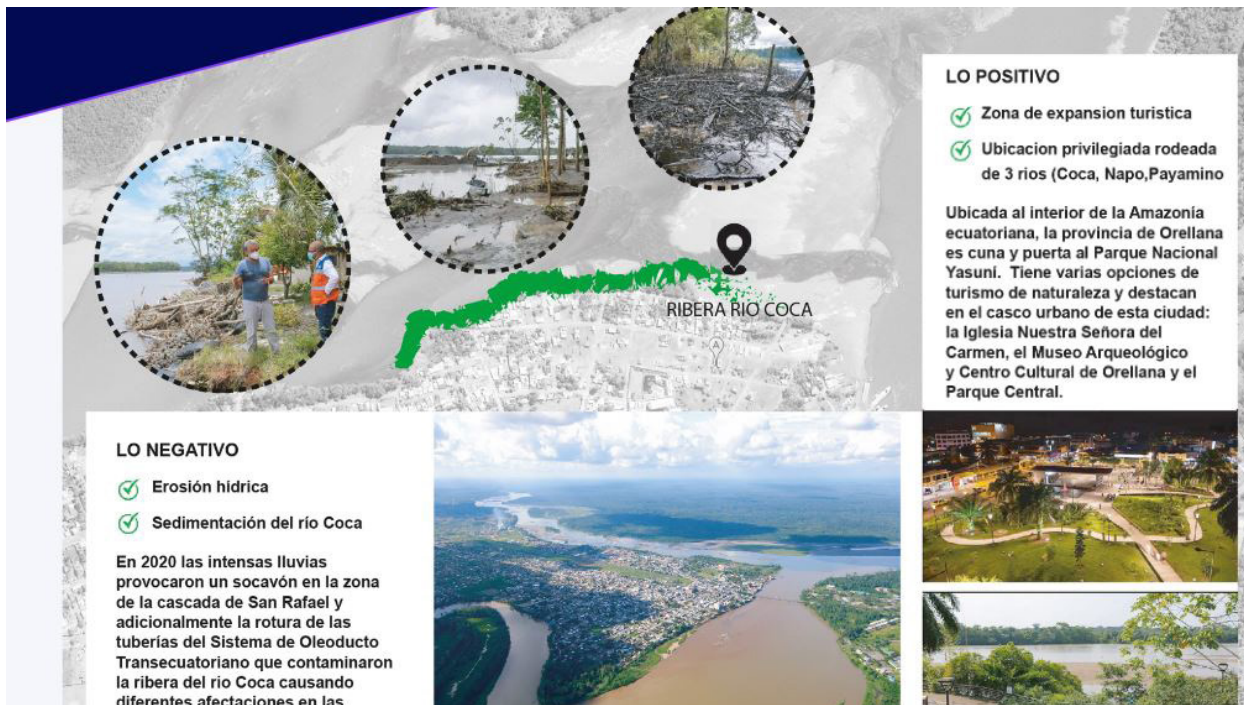 LO POSITIVO
Zona de expansion turistica
Ubicacion privilegiada rodeada
de 3 rios (Coca, Napo,Payamino
Ubicada al interior de la Amazonía
ecuatoriana, la provincia de Orellana
es cuna y puerta al Parque Nacional
Yasuní. Tiene varias opciones de
turismo de naturaleza y destacan
en el casco urbano de esta ciudad:
la Iglesia Nuestra Señora del
Carmen, el Museo Arqueológico
y Centro Cultural de Orellana y el
Parque Central.
RIBERA RIO COCA
A
LO NEGATIVO
Erosión hídrica
Sedimentación del río Coca
En 2020 las intensas lluvias
provocaron un socavón en la zona
de la cascada de San Rafael y
adicionalmente la rotura de las
tuberías del Sistema de Oleoducto
Transecuatoriano que contaminaron
la ribera del rio Coca causando
diferentes afectaciones en las